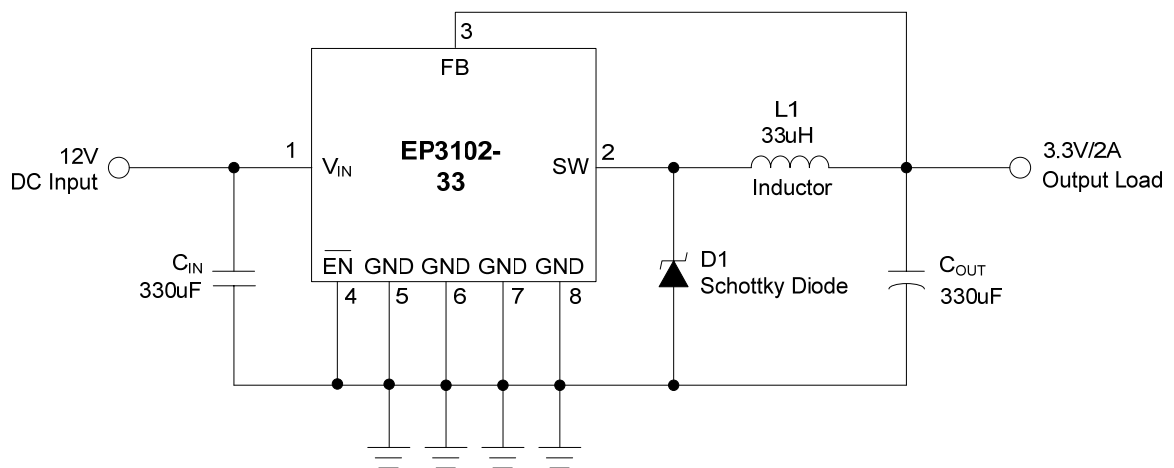 3
FB
EP3102-
33
1
VIN
SW
2
12V
DC Input
L1
33uH
Inductor
3.3V/2A
Output Load
CIN
330uF
EN GND GND GND GND
4 5 6 7 8
D1
Schottky Diode
COUT
330uF